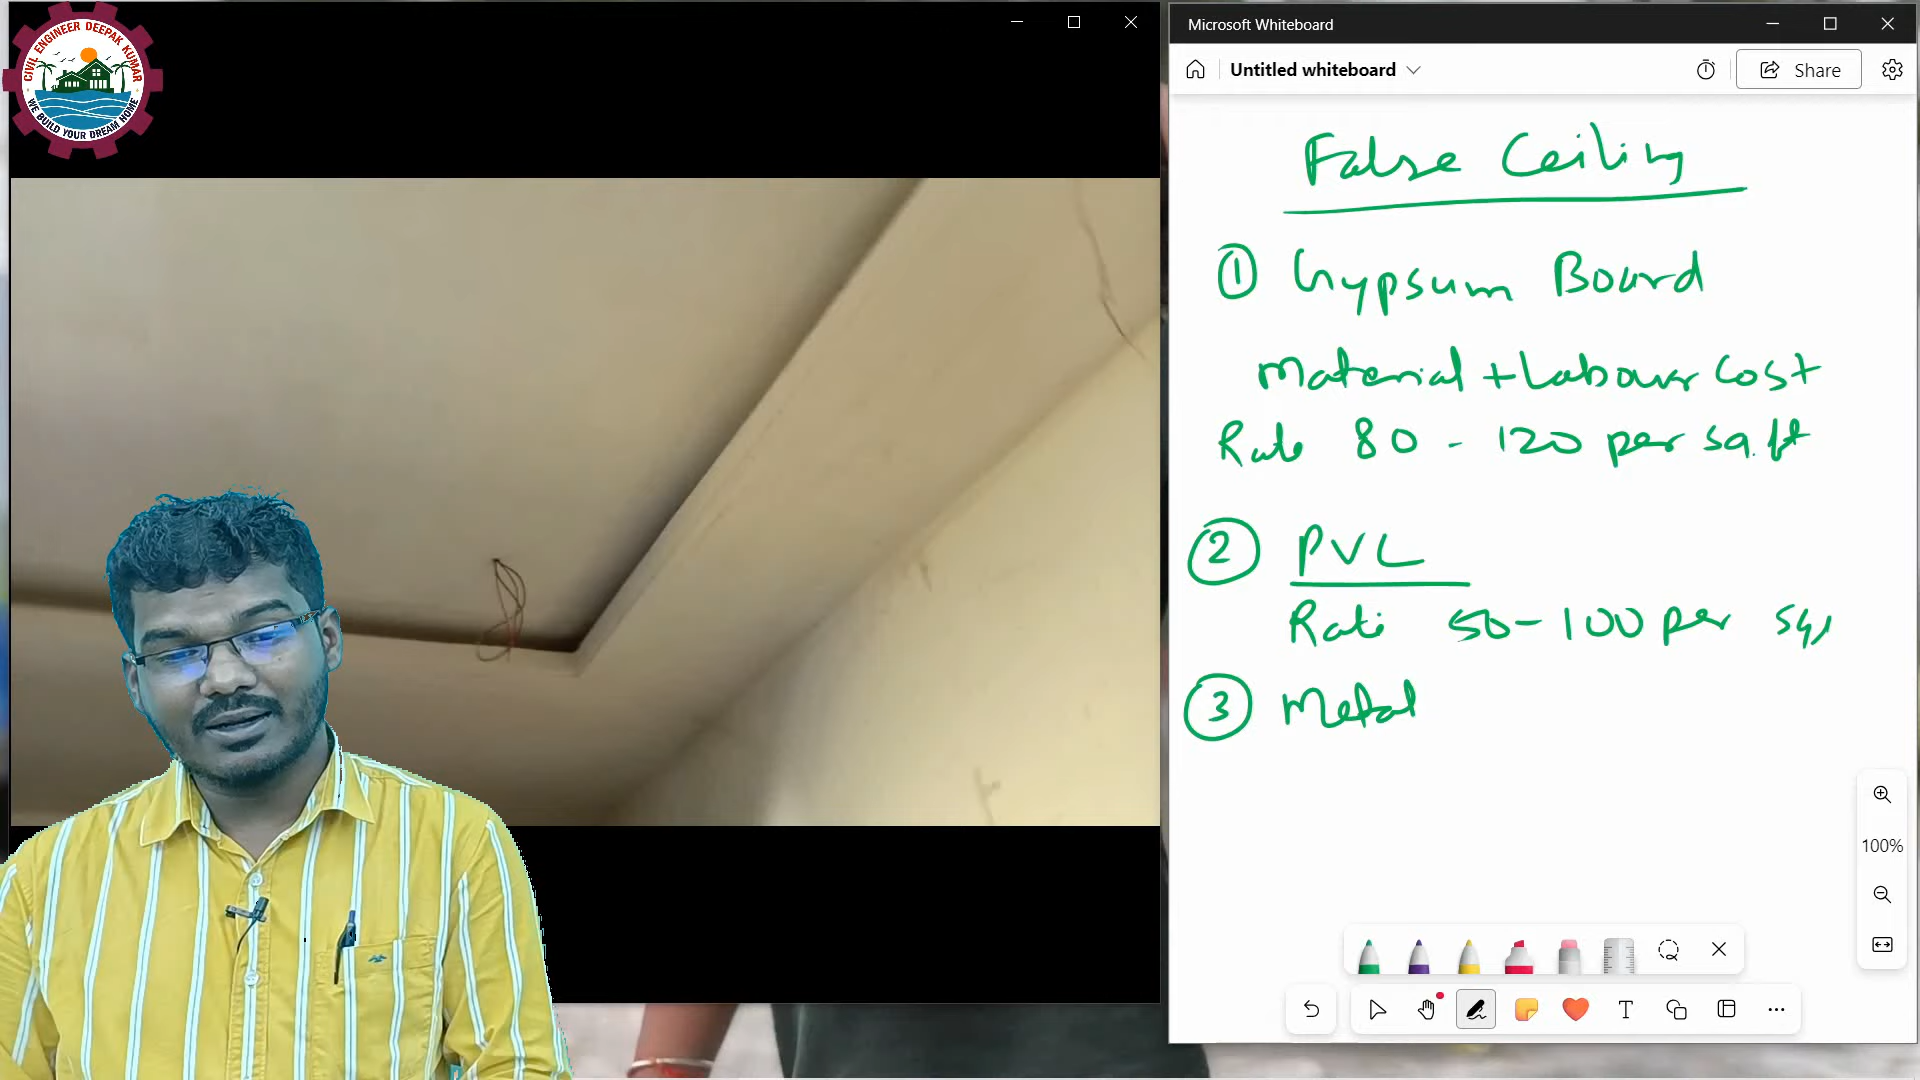 CIVIL ENGINEER DEEPAK KUMAR
WE BUILD YOUR DREAM HOME
Microsoft Whiteboard
Untitled whiteboard
Share
False Ceiling
1 Gypsum Board
Material + Labour Cost
Rate 80 - 120 per sq.ft
2 PVC
Rate 50-100 per sq
3 Metal
100%